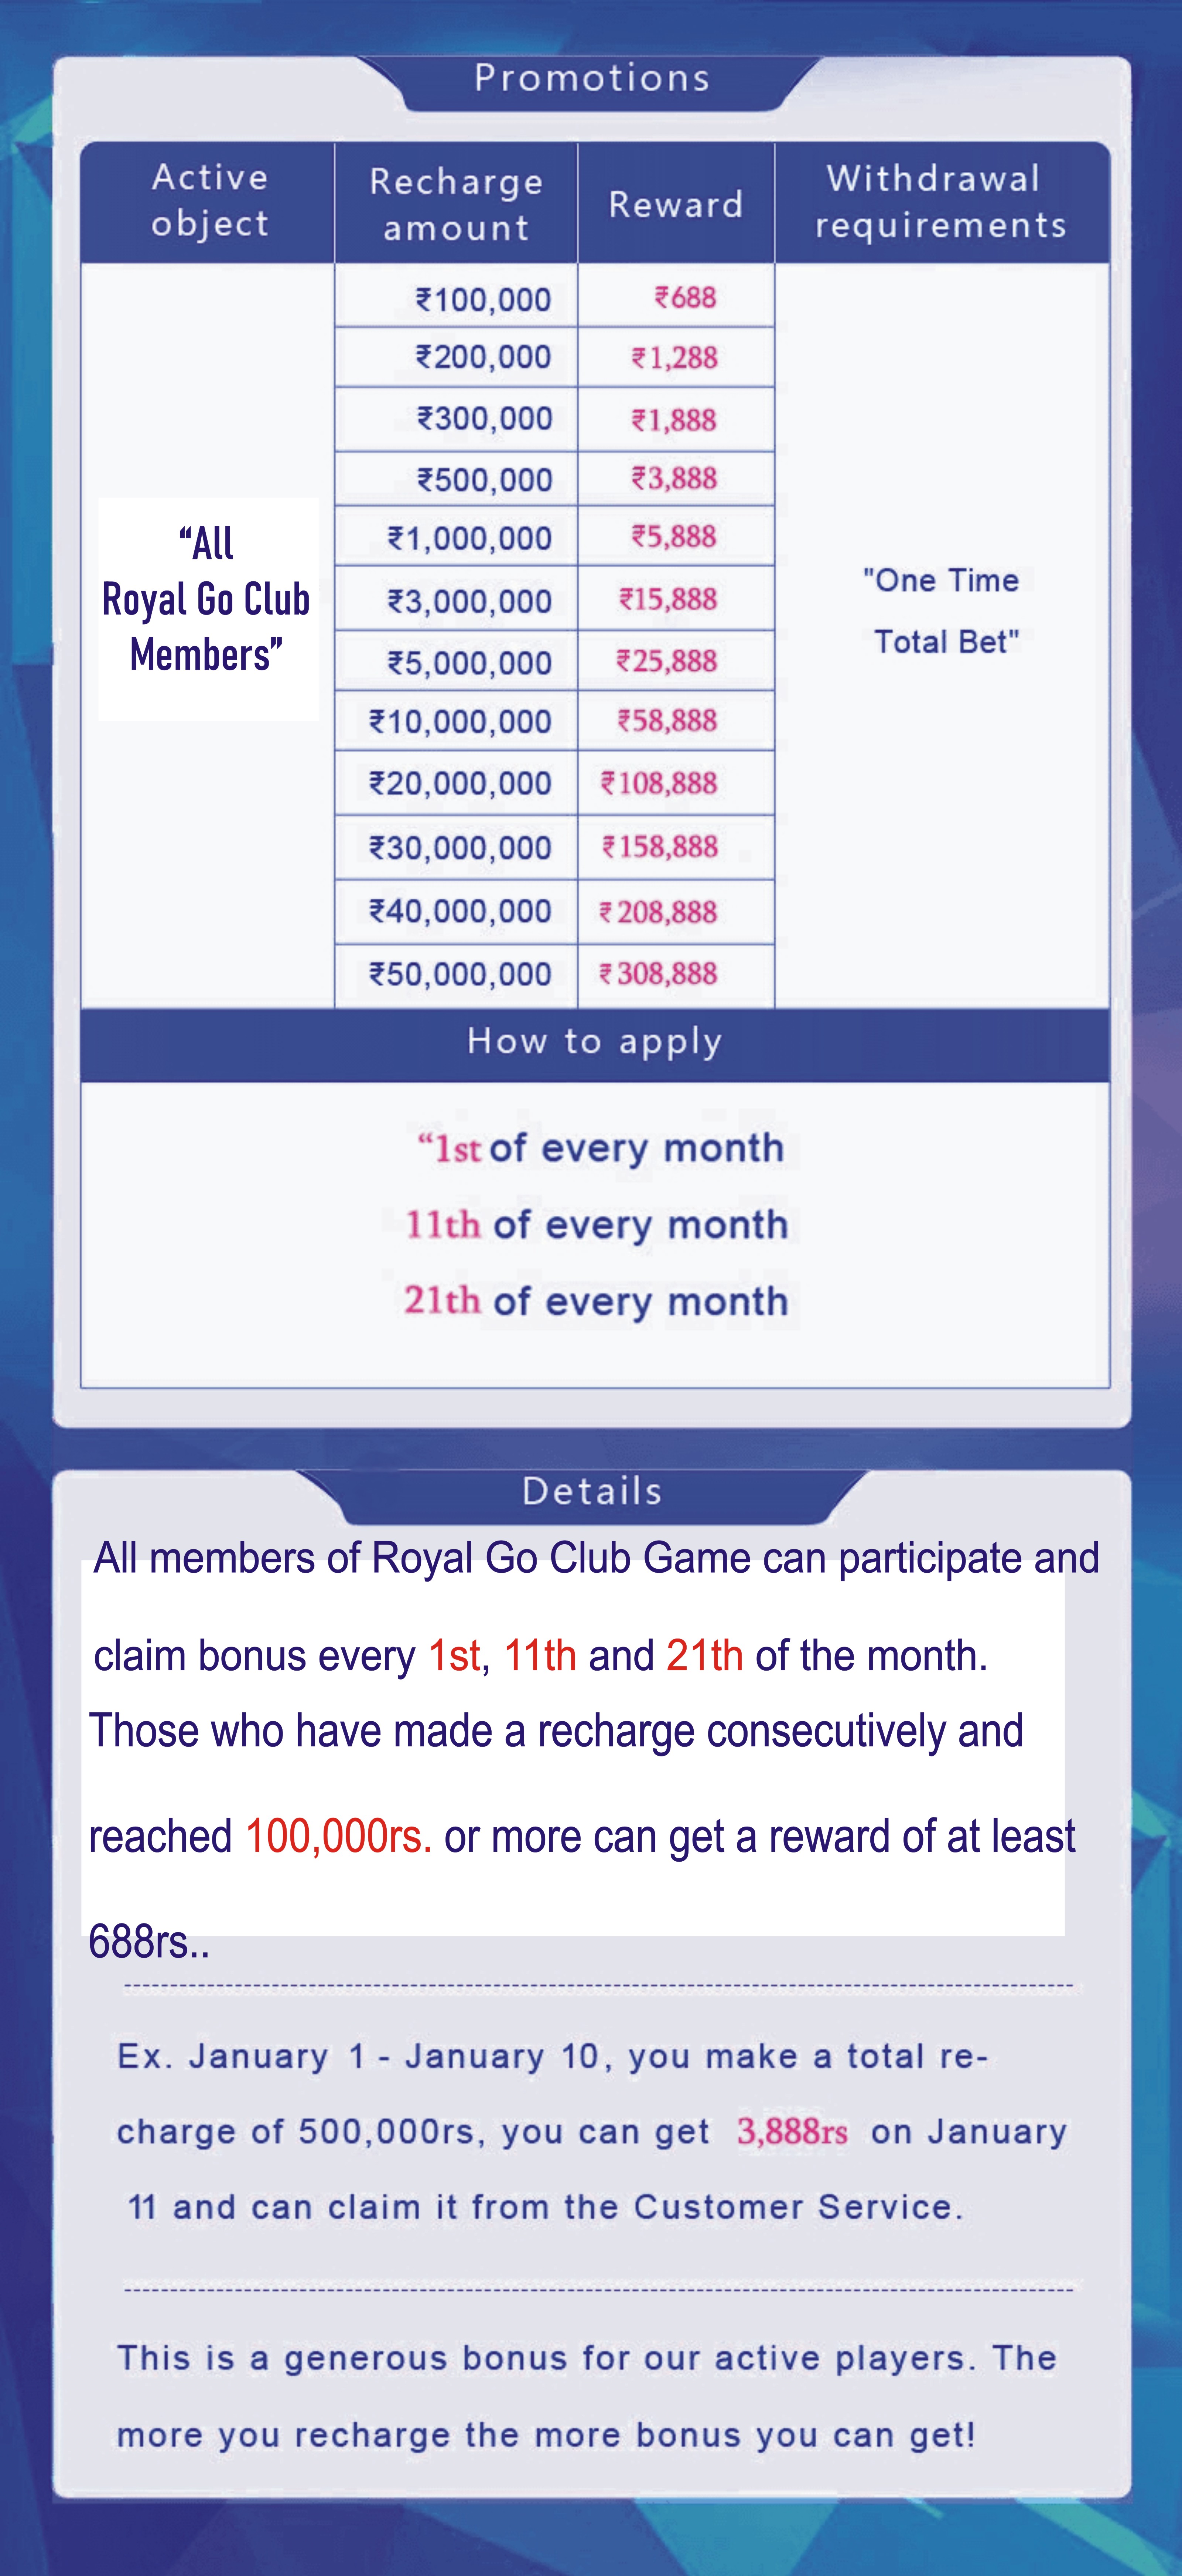 Promotions
Active object
Recharge amount
Reward
Withdrawal requirements
₹100,000 ₹688
₹200,000 ₹1,288
₹300,000 ₹1,888
₹500,000 ₹3,888
₹1,000,000 ₹5,888
₹3,000,000 ₹15,888
₹5,000,000 ₹25,888
₹10,000,000 ₹58,888
₹20,000,000 ₹108,888
₹30,000,000 ₹158,888
₹40,000,000 ₹208,888
₹50,000,000 ₹308,888
“All
Royal Go Club
Members”
"One Time
Total Bet"
How to apply
“1st of every month
11th of every month
21th of every month
Details
All members of Royal Go Club Game can participate and
claim bonus every 1st, 11th and 21th of the month.
Those who have made a recharge consecutively and
reached 100,000rs. or more can get a reward of at least
688rs..
Ex. January 1 - January 10, you make a total re-
charge of 500,000rs, you can get 3,888rs on January
11 and can claim it from the Customer Service.
This is a generous bonus for our active players. The
more you recharge the more bonus you can get!